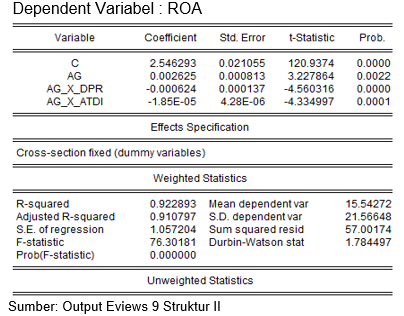 Dependent Variabel : ROA
Variable Coefficient Std. Error t-Statistic Prob.
C 2.546293 0.021055 120.9374 0.0000
AG 0.002625 0.000813 3.227864 0.0022
AG_X_DPR -0.000624 0.000137 -4.560316 0.0000
AG_X_ATDI -1.85E-05 4.28E-06 -4.334997 0.0001
Effects Specification
Cross-section fixed (dummy variables)
Weighted Statistics
R-squared 0.922893 Mean dependent var 15.54272
Adjusted R-squared 0.910797 S.D. dependent var 21.56648
S.E. of regression 1.057204 Sum squared resid 57.00174
F-statistic 76.30181 Durbin-Watson stat 1.784497
Prob(F-statistic) 0.000000
Unweighted Statistics
Sumber: Output Eviews 9 Struktur II